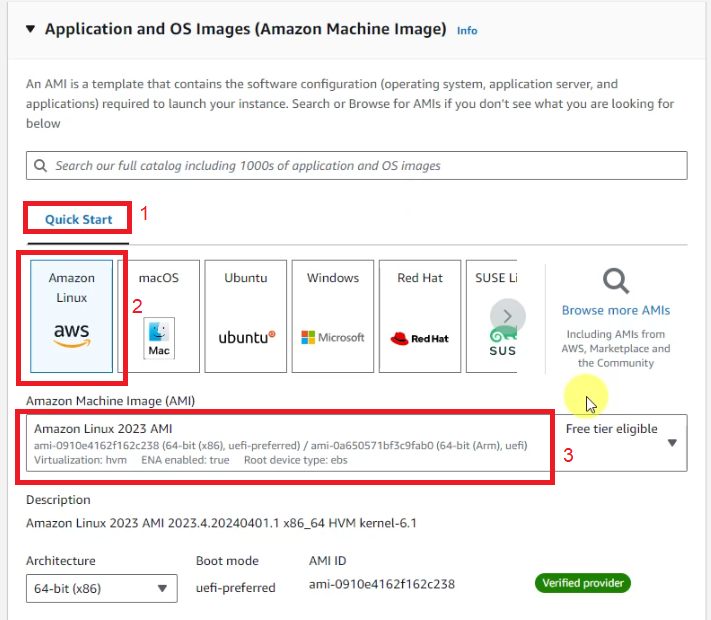 Application and OS Images (Amazon Machine Image) Info
An AMI is a template that contains the software configuration (operating system, application server, and
applications) required to launch your instance. Search or Browse for AMIs if you don't see what you are looking for
below
Search our full catalog including 1000s of application and OS images
Quick Start
1
Amazon
Linux
aws
2
macOS
Mac
Ubuntu
ubuntu
Windows
Microsoft
Red Hat
Red Hat
SUSE Li
SUS
Browse more AMIs
Including AMIs from
AWS, Marketplace and
the Community
Amazon Machine Image (AMI)
Amazon Linux 2023 AMI
ami-0910e4162f162c238 (64-bit (x86), uefi-preferred) / ami-0a650571bf3c9fab0 (64-bit (Arm), uefi)
Virtualization: hvm ENA enabled: true Root device type: ebs
Free tier eligible
3
Description
Amazon Linux 2023 AMI 2023.4.20240401.1 x86_64 HVM kernel-6.1
Architecture
64-bit (x86)
Boot mode
uefi-preferred
AMI ID
ami-0910e4162f162c238
Verified provider